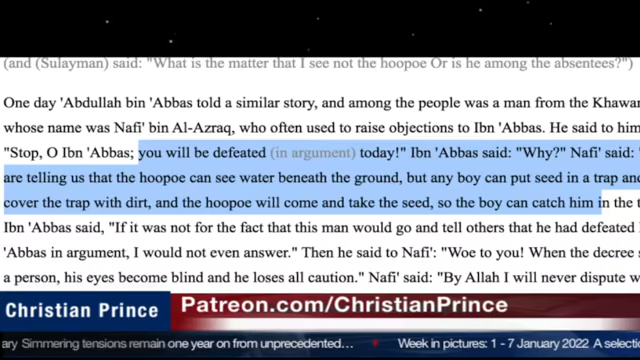 (and (Sulayman) said: "What is the matter that I see not the hoopoe Or is he among the absentees?")
One day 'Abdullah bin 'Abbas told a similar story, and among the people was a man from the
whose name was Nafi' bin Al-Azraq, who often used to raise objections to Ibn 'Abbas. He said to him
"Stop, O Ibn 'Abbas; you will be defeated (in argument) today!" Ibn 'Abbas said: "Why?" Nafi' said:
are telling us that the hoopoe can see water beneath the ground, but any boy can put seed in a trap and
cover the trap with dirt, and the hoopoe will come and take the seed, so the boy can catch him in the
Ibn 'Abbas said, "If it was not for the fact that this man would go and tell others that he had defeated
'Abbas in argument, I would not even answer." Then he said to Nafi': "Woe to you! When the decree
a person, his eyes become blind and he loses all caution." Nafi' said: "By Allah I will never dispute
Christian Prince
Patreon.com/ChristianPrince
Simmering tensions remain one year on from unprecedented... Week in pictures: 1 - 7 January 2022 A